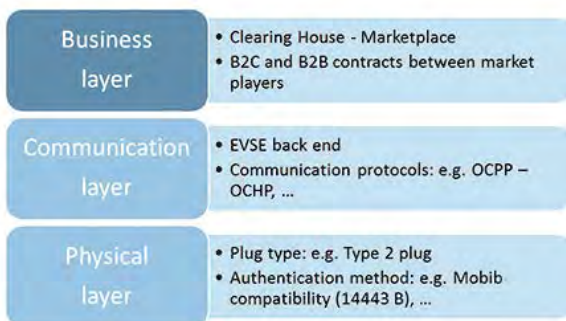 Business
layer
• Clearing House - Marketplace
• B2C and B2B contracts between market
players
Communication
layer
• EVSE back end
• Communication protocols: e.g. OCPP –
OCHP, ...
Physical
layer
• Plug type: e.g. Type 2 plug
• Authentication method: e.g. Mobib
compatibility (14443 B), ...